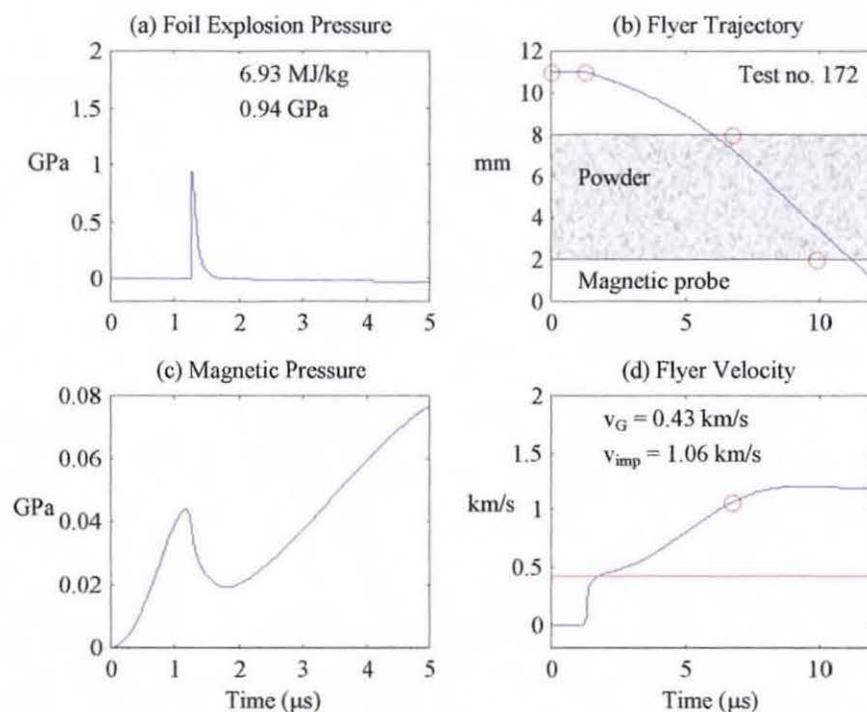 (a) Foil Explosion Pressure
2
1.5
1
0.5
0
GPa
6.93 MJ/kg
0.94 GPa
0 1 2 3 4 5
(b) Flyer Trajectory
12
10
8
6
4
2
0
mm
Test no. 172
Powder
Magnetic probe
0 5 10
(c) Magnetic Pressure
0.08
0.06
0.04
0.02
0
GPa
0 1 2 3 4 5
Time (μs)
(d) Flyer Velocity
2
1.5
1
0.5
0
km/s
v_G = 0.43 km/s
v_imp = 1.06 km/s
0 5 10
Time (μs)